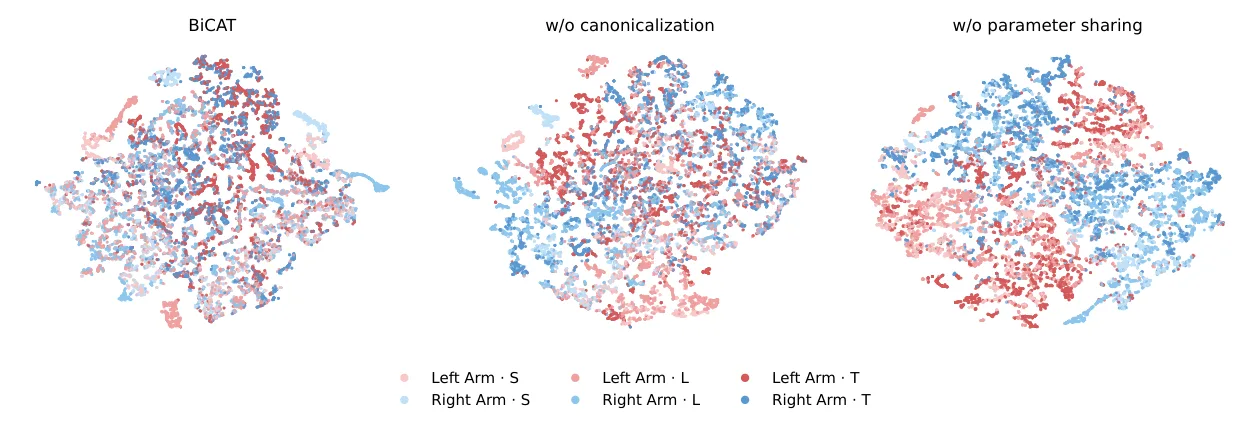 BiCAT
w/o canonicalization
w/o parameter sharing
Left Arm · S
Left Arm · L
Left Arm · T
Right Arm · S
Right Arm · L
Right Arm · T